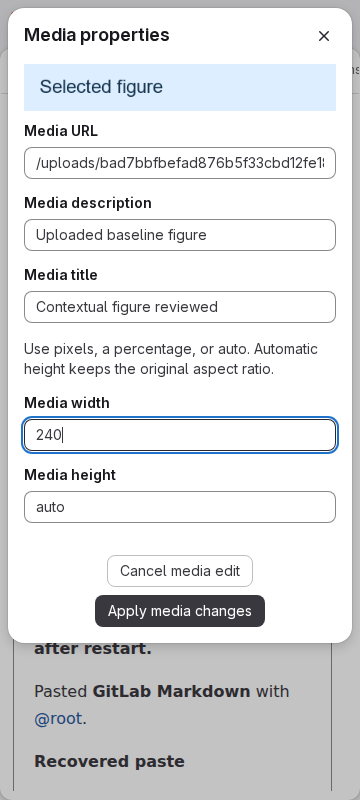 Media properties
Selected figure
Media URL
/uploads/bad7bbfbefad876b5f33cbd12fe18
Media description
Uploaded baseline figure
Media title
Contextual figure reviewed
Use pixels, a percentage, or auto. Automatic
height keeps the original aspect ratio.
Media width
240
Media height
auto
Cancel media edit
Apply media changes
after restart.
Pasted GitLab Markdown with
@root.
Recovered paste